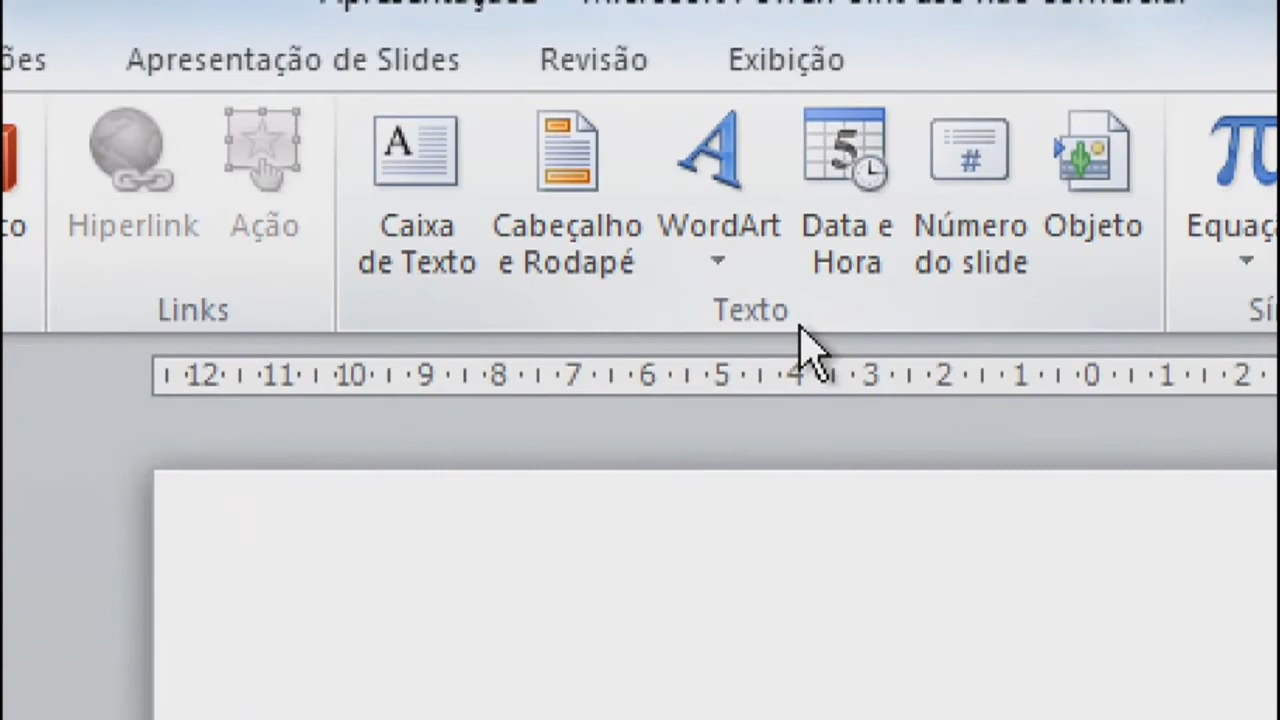 ões Apresentação de Slides Revisão Exibição
Hiperlink Ação Caixa de Texto Cabeçalho e Rodapé WordArt Data e Hora Número do slide Objeto
Links Texto
12 11 10 9 8 7 6 5 4 3 2 1 0 1 2
A
5
#
π